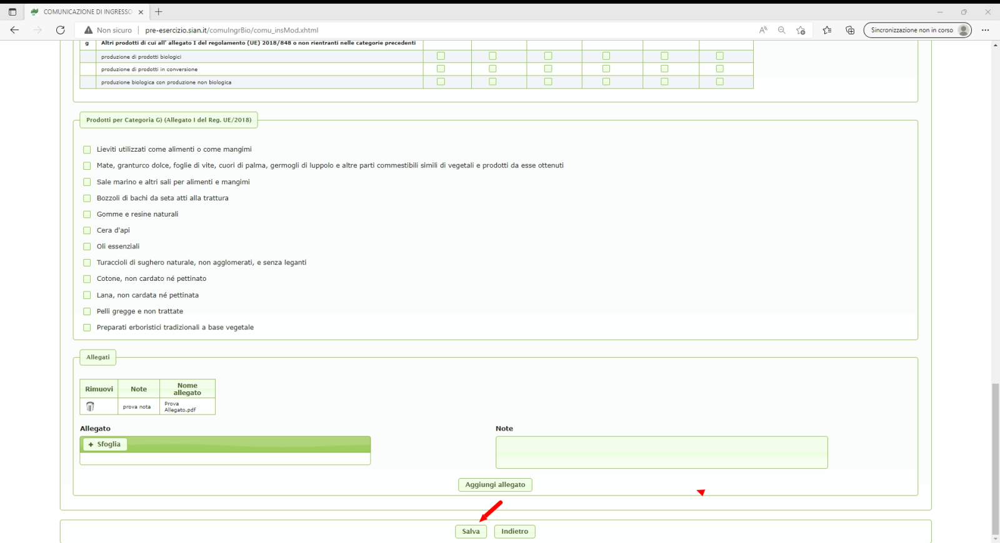 COMUNICAZIONE DI INGRESSO
Non sicuro
pre-esercizio.sian.it/comuIngrBio/comu_insMod.xhtml
Sincronizzazione non in corso
g Altri prodotti di cui all' allegato I del regolamento (UE) 2018/848 o non rientranti nelle categorie precedenti
produzione di prodotti biologici
produzione di prodotti in conversione
produzione biologica con produzione non biologica
Prodotti per Categoria G) (Allegato I del Reg. UE/2018)
Lieviti utilizzati come alimenti o come mangimi
Mate, granturco dolce, foglie di vite, cuori di palma, germogli di luppolo e altre parti commestibili simili di vegetali e prodotti da esse ottenuti
Sale marino e altri sali per alimenti e mangimi
Bozzoli di bachi da seta atti alla trattura
Gomme e resine naturali
Cera d'api
Oli essenziali
Turaccioli di sughero naturale, non agglomerati, e senza leganti
Cotone, non cardato né pettinato
Lana, non cardata né pettinata
Pelli gregge e non trattate
Preparati erboristici tradizionali a base vegetale
Allegati
Rimuovi Note Nome
allegato
prova nota Prova
Allegato.pdf
Allegato
Note
+ Sfoglia
Aggiungi allegato
Salva Indietro